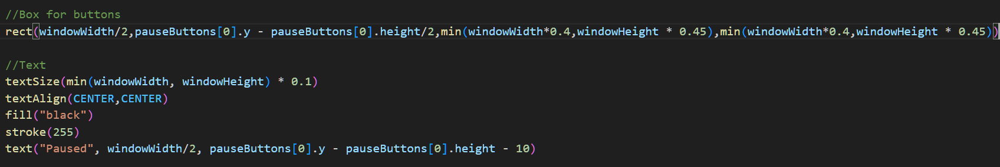 //Box for buttons
rect(windowWidth/2,pauseButtons[0].y - pauseButtons[0].height/2,min(windowWidth*0.4,windowHeight * 0.45),min(windowWidth*0.4,windowHeight * 0.45))
//Text
textSize(min(windowWidth, windowHeight) * 0.1)
textAlign(CENTER,CENTER)
fill("black")
stroke(255)
text("Paused", windowWidth/2, pauseButtons[0].y - pauseButtons[0].height - 10)